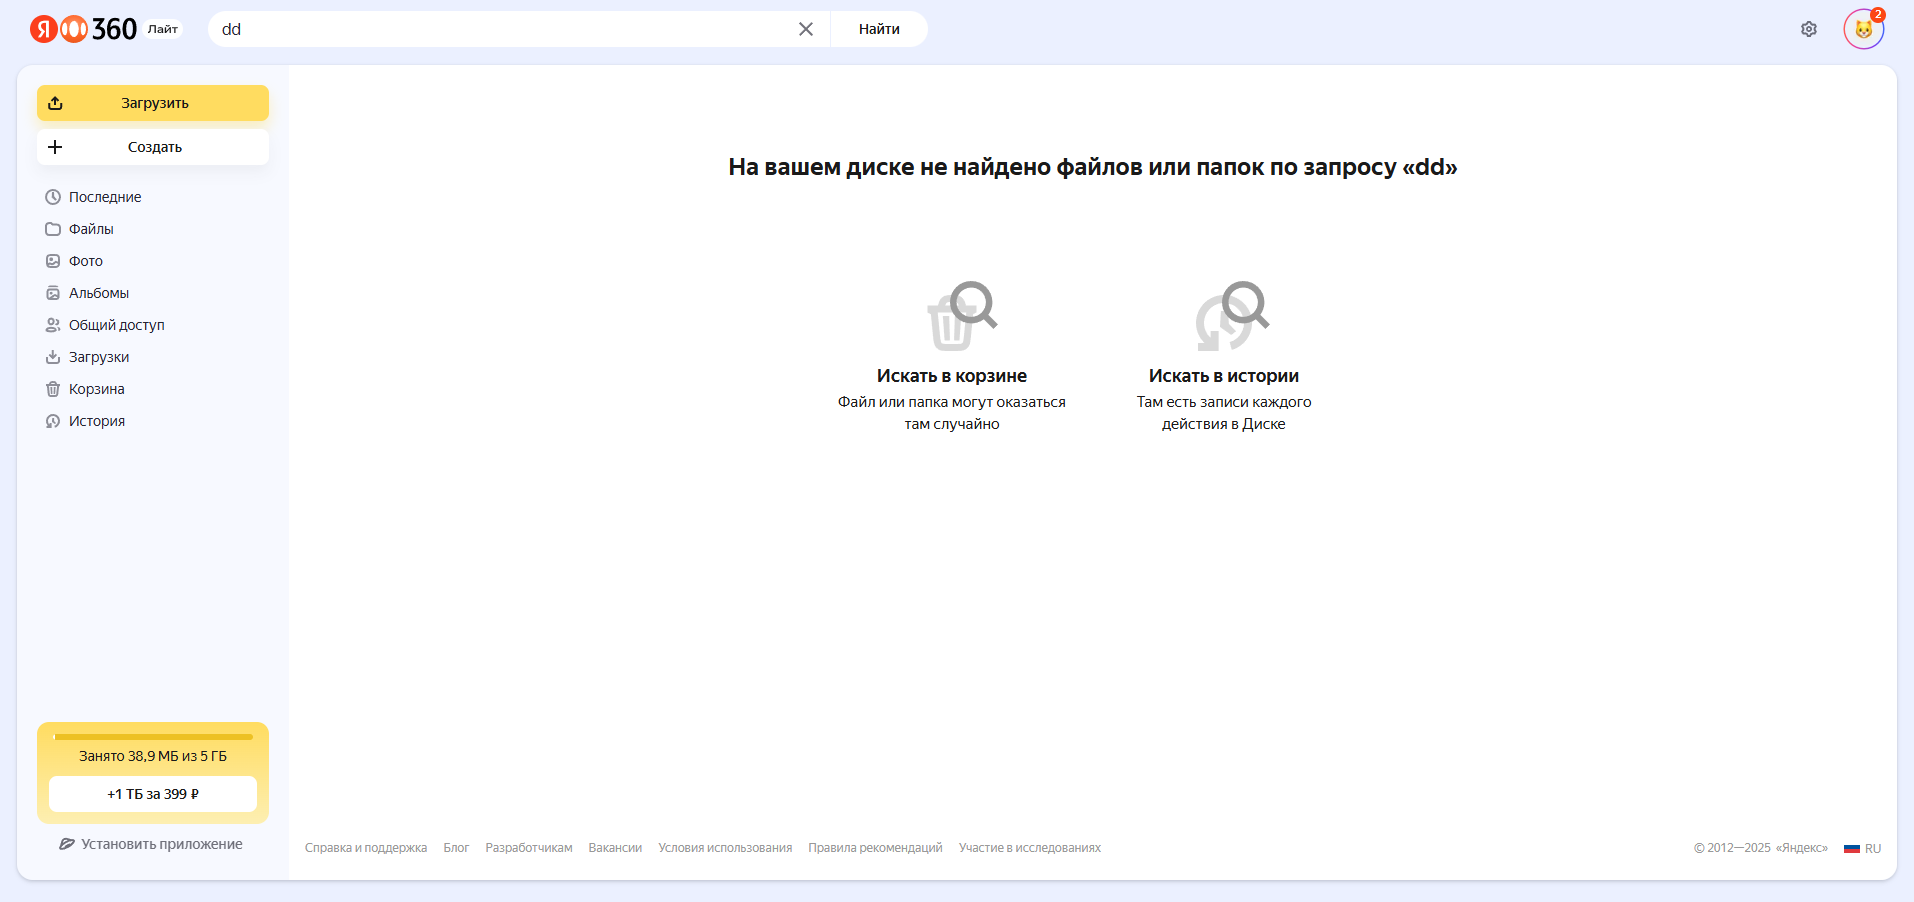 Я 360 Лайт
dd
Найти
2
Загрузить
Создать
Последние
Файлы
Фото
Альбомы
Общий доступ
Загрузки
Корзина
История
На вашем диске не найдено файлов или папок по запросу «dd»
Искать в корзине
Файл или папка могут оказаться
там случайно
Искать в истории
Там есть записи каждого
действия в Диске
Занято 38,9 МБ из 5 ГБ
+1 ТБ за 399 ₽
Установить приложение
Справка и поддержка Блог Разработчикам Вакансии Условия использования Правила рекомендаций Участие в исследованиях
© 2012—2025 «Яндекс» RU